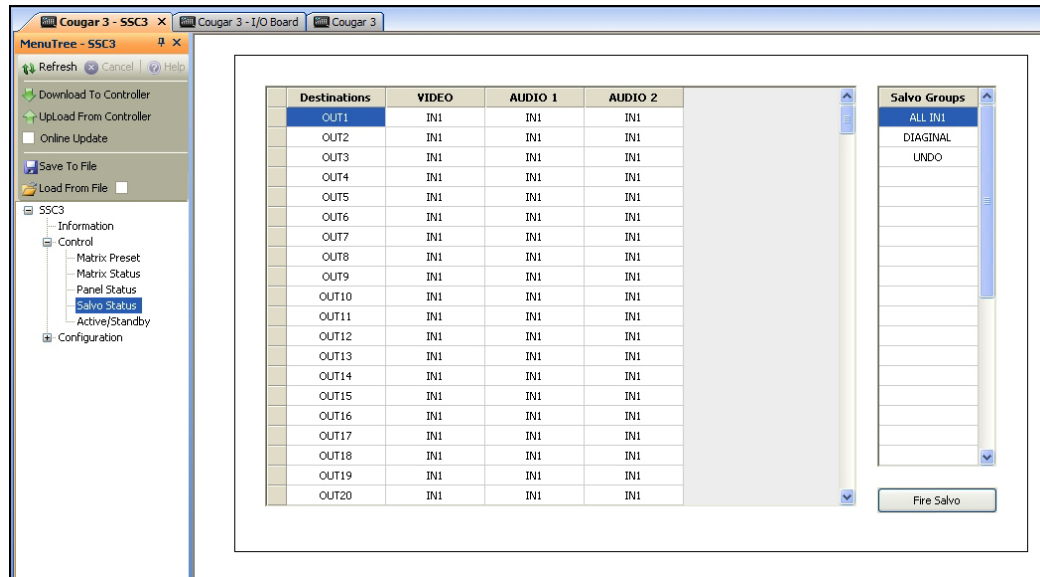 Cougar 3 - SSC3 X Cougar 3 - I/O Board Cougar 3
MenuTree - SSC3
Refresh Cancel Help
Download To Controller
UpLoad From Controller
Online Update
Save To File
Load From File
SSC3
Information
Control
Matrix Preset
Matrix Status
Panel Status
Salvo Status
Active/Standby
Configuration
Destinations VIDEO AUDIO 1 AUDIO 2
OUT1 IN1 IN1 IN1
OUT2 IN1 IN1 IN1
OUT3 IN1 IN1 IN1
OUT4 IN1 IN1 IN1
OUT5 IN1 IN1 IN1
OUT6 IN1 IN1 IN1
OUT7 IN1 IN1 IN1
OUT8 IN1 IN1 IN1
OUT9 IN1 IN1 IN1
OUT10 IN1 IN1 IN1
OUT11 IN1 IN1 IN1
OUT12 IN1 IN1 IN1
OUT13 IN1 IN1 IN1
OUT14 IN1 IN1 IN1
OUT15 IN1 IN1 IN1
OUT16 IN1 IN1 IN1
OUT17 IN1 IN1 IN1
OUT18 IN1 IN1 IN1
OUT19 IN1 IN1 IN1
OUT20 IN1 IN1 IN1
Salvo Groups
ALL IN1
DIAGINAL
UNDO
Fire Salvo